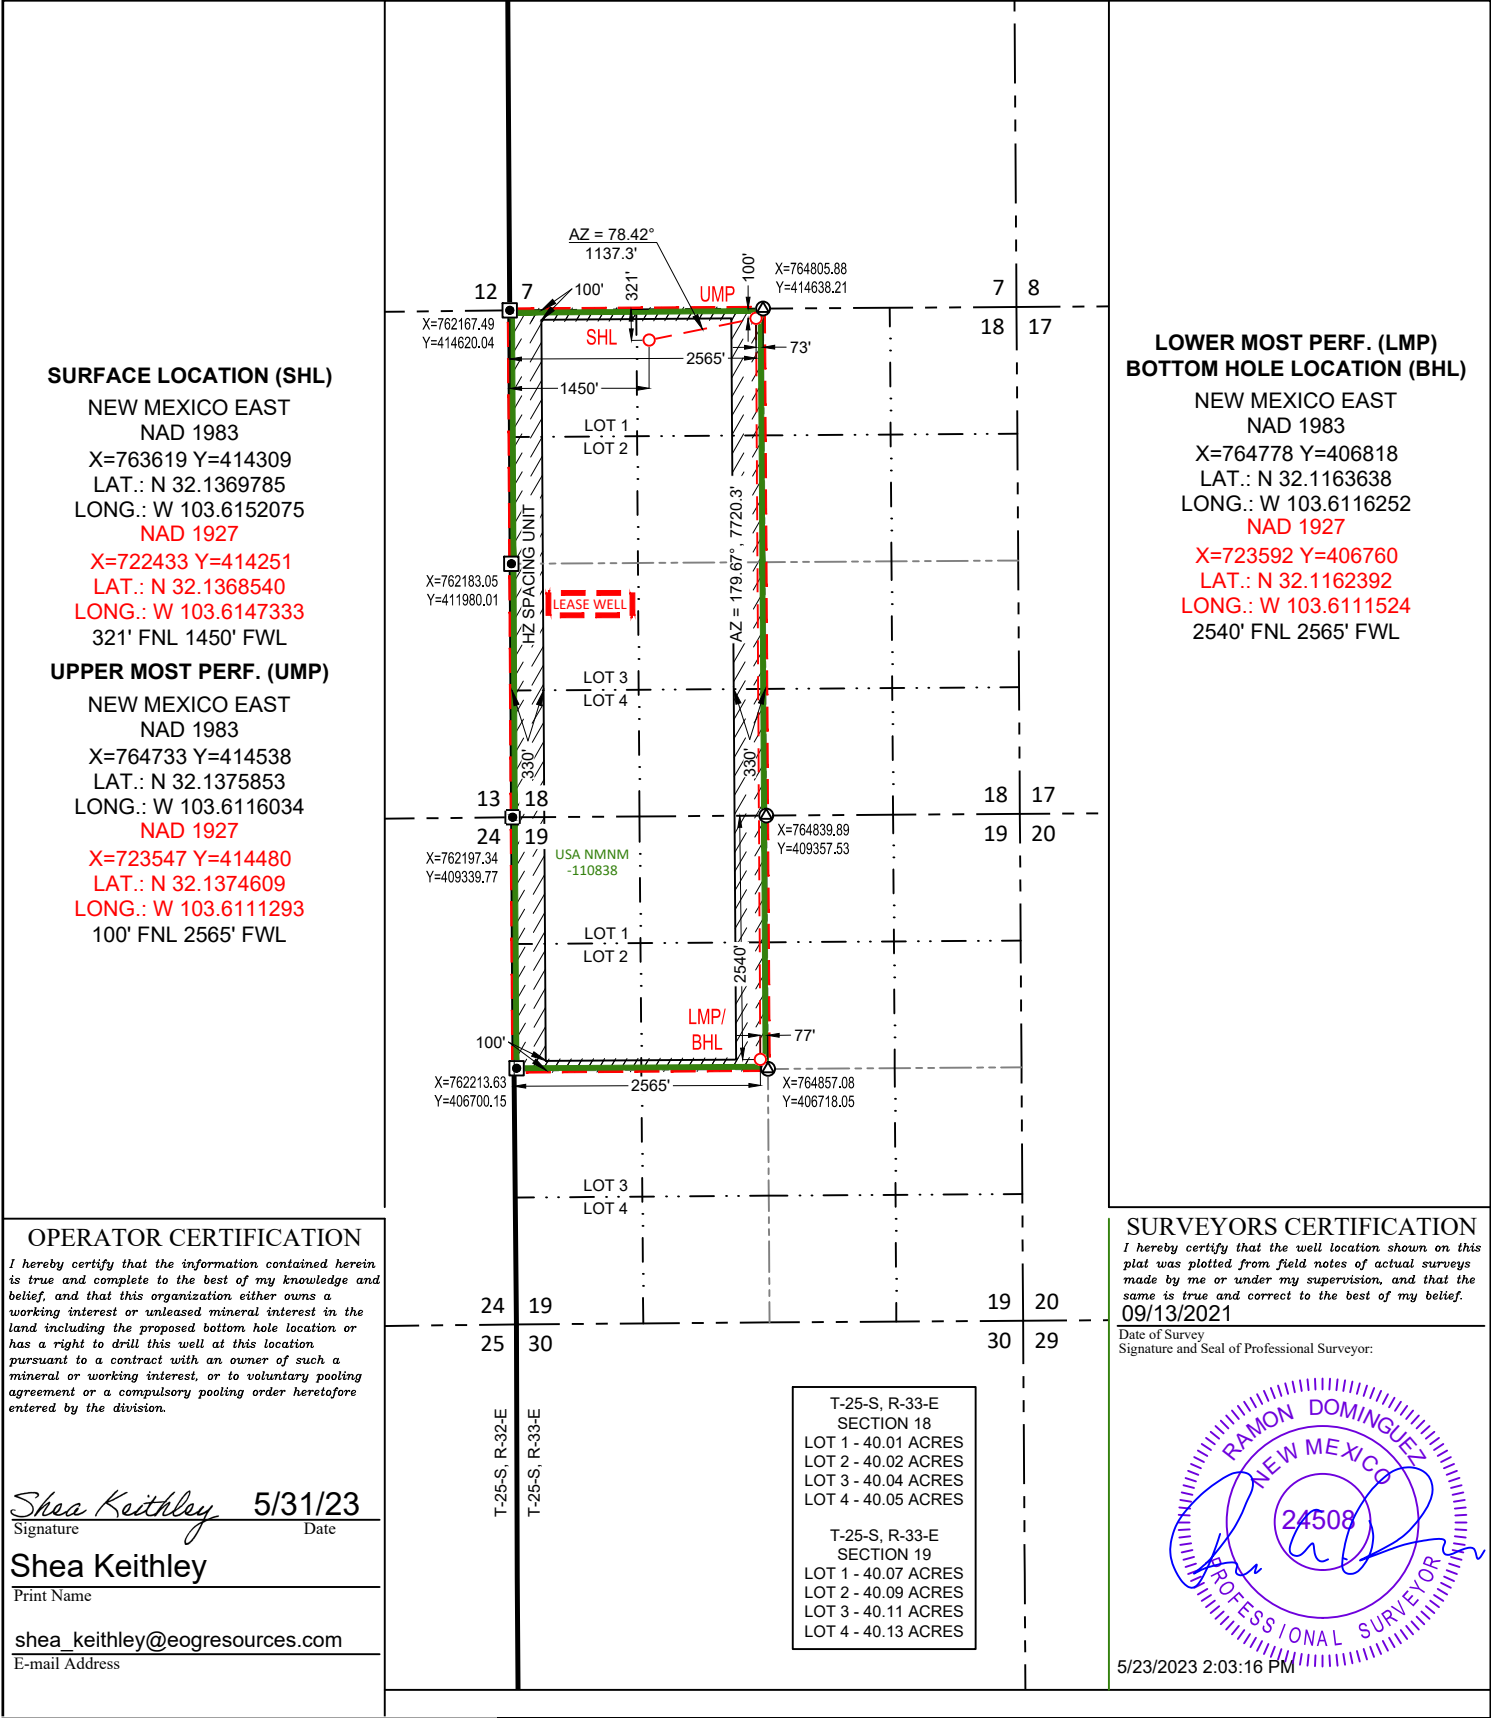 SURFACE LOCATION (SHL)
NEW MEXICO EAST
NAD 1983
X=763619 Y=414309
LAT.: N 32.1369785
LONG.: W 103.6152075
NAD 1927
X=722433 Y=414251
LAT.: N 32.1368540
LONG.: W 103.6147333
321' FNL 1450' FWL
UPPER MOST PERF. (UMP)
NEW MEXICO EAST
NAD 1983
X=764733 Y=414538
LAT.: N 32.1375853
LONG.: W 103.6116034
NAD 1927
X=723547 Y=414480
LAT.: N 32.1374609
LONG.: W 103.6111293
100' FNL 2565' FWL
AZ = 78.42°
1137.3'
321'
100'
100'
UMP
X=764805.88
Y=414638.21
12 7
7 8
18 17
X=762167.49
Y=414620.04
SHL
2565'
73'
1450'
LOT 1
LOT 2
HZ SPACING UNIT
AZ = 179.67°, 7720.3'
X=762183.05
Y=411980.01
LEASE WELL
LOT 3
LOT 4
330'
330'
13 18
24 19
18 17
19 20
X=762197.34
Y=409339.77
USA NMNM
-110838
X=764839.89
Y=409357.53
LOT 1
LOT 2
2540'
LMP/
BHL
77'
100'
2565'
X=762213.63
Y=406700.15
X=764857.08
Y=406718.05
LOT 3
LOT 4
24 19
25 30
19 20
30 29
T-25-S, R-32-E
T-25-S, R-33-E
T-25-S, R-33-E
SECTION 18
LOT 1 - 40.01 ACRES
LOT 2 - 40.02 ACRES
LOT 3 - 40.04 ACRES
LOT 4 - 40.05 ACRES
T-25-S, R-33-E
SECTION 19
LOT 1 - 40.07 ACRES
LOT 2 - 40.09 ACRES
LOT 3 - 40.11 ACRES
LOT 4 - 40.13 ACRES
LOWER MOST PERF. (LMP)
BOTTOM HOLE LOCATION (BHL)
NEW MEXICO EAST
NAD 1983
X=764778 Y=406818
LAT.: N 32.1163638
LONG.: W 103.6116252
NAD 1927
X=723592 Y=406760
LAT.: N 32.1162392
LONG.: W 103.6111524
2540' FNL 2565' FWL
OPERATOR CERTIFICATION
I hereby certify that the information contained herein
is true and complete to the best of my knowledge and
belief, and that this organization either owns a
working interest or unleased mineral interest in the
land including the proposed bottom hole location or
has a right to drill this well at this location
pursuant to a contract with an owner of such a
mineral or working interest, or to voluntary pooling
agreement or a compulsory pooling order heretofore
entered by the division.
Shea Keithley 5/31/23
Signature Date
Shea Keithley
Print Name
shea_keithley@eogresources.com
E-mail Address
SURVEYORS CERTIFICATION
I hereby certify that the well location shown on this
plat was plotted from field notes of actual surveys
made by me or under my supervision, and that the
same is true and correct to the best of my belief.
09/13/2021
Date of Survey
Signature and Seal of Professional Surveyor:
RAMON DOMINGUEZ
NEW MEXICO
24508
PROFESSIONAL SURVEYOR
5/23/2023 2:03:16 PM